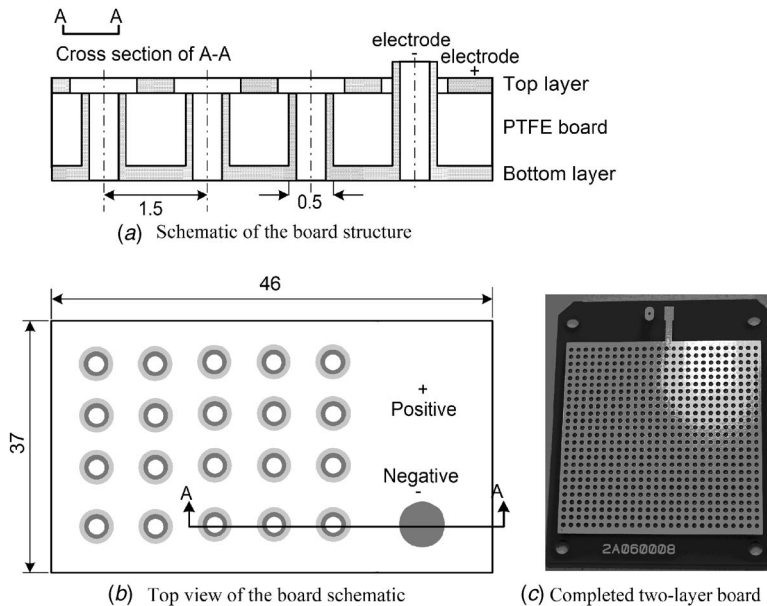 A A
Cross section of A-A
electrode
-
electrode
+
Top layer
PTFE board
Bottom layer
1.5
0.5
(a) Schematic of the board structure
46
37
+
Positive
Negative
-
A A
2A060008
(b) Top view of the board schematic
(c) Completed two-layer board